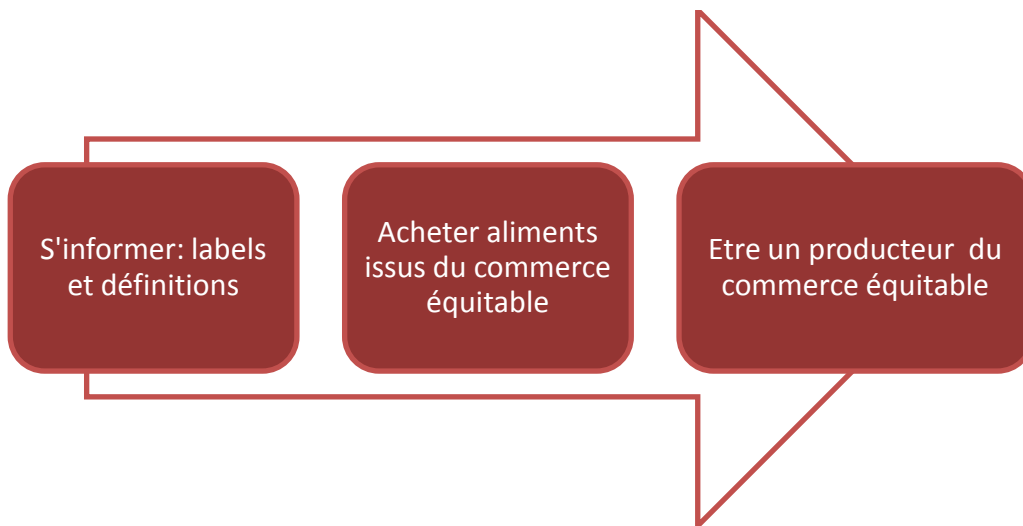 S'informer: labels
et définitions
Acheter aliments
issus du commerce
équitable
Etre un producteur du
commerce équitable